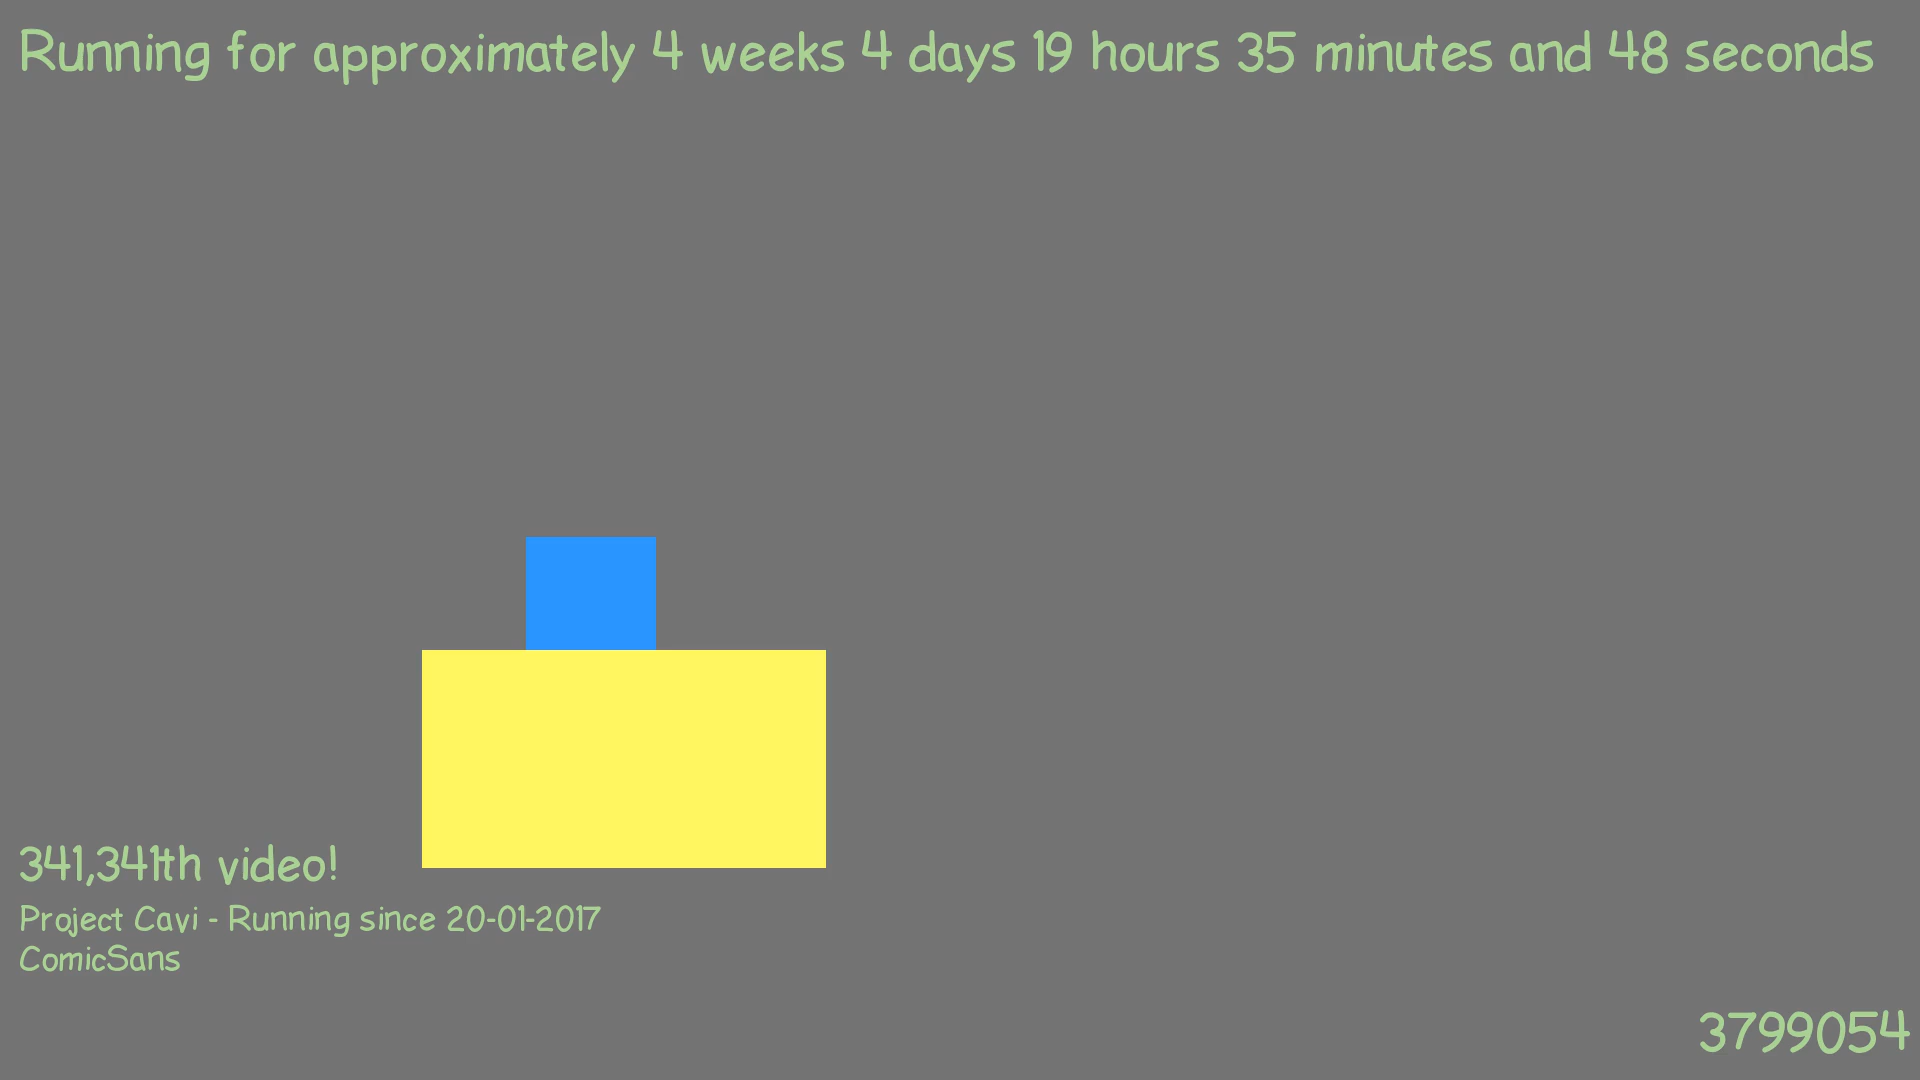 Running for approximately 4 weeks 4 days 19 hours 35 minutes and 48 seconds
341,341th video!
Project Cavi - Running since 20-01-2017
ComicSans
3799054